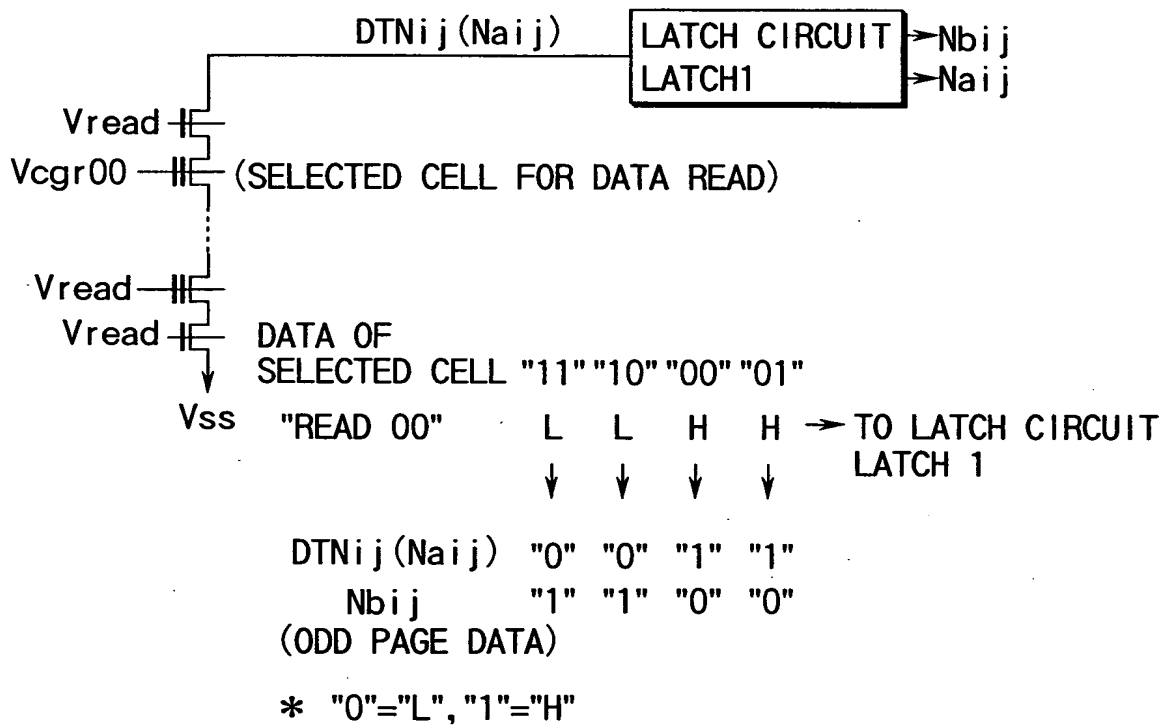 DTNij(Naij)
LATCH CIRCUIT
LATCH1
Nbij
Naij
Vread
Vcgr00
(SELECTED CELL FOR DATA READ)
Vread
Vread
Vss
DATA OF
SELECTED CELL "11" "10" "00" "01"
"READ 00" L L H H → TO LATCH CIRCUIT
LATCH 1
DTNij(Naij) "0" "0" "1" "1"
Nbij "1" "1" "0" "0"
(ODD PAGE DATA)
* "0"="L", "1"="H"